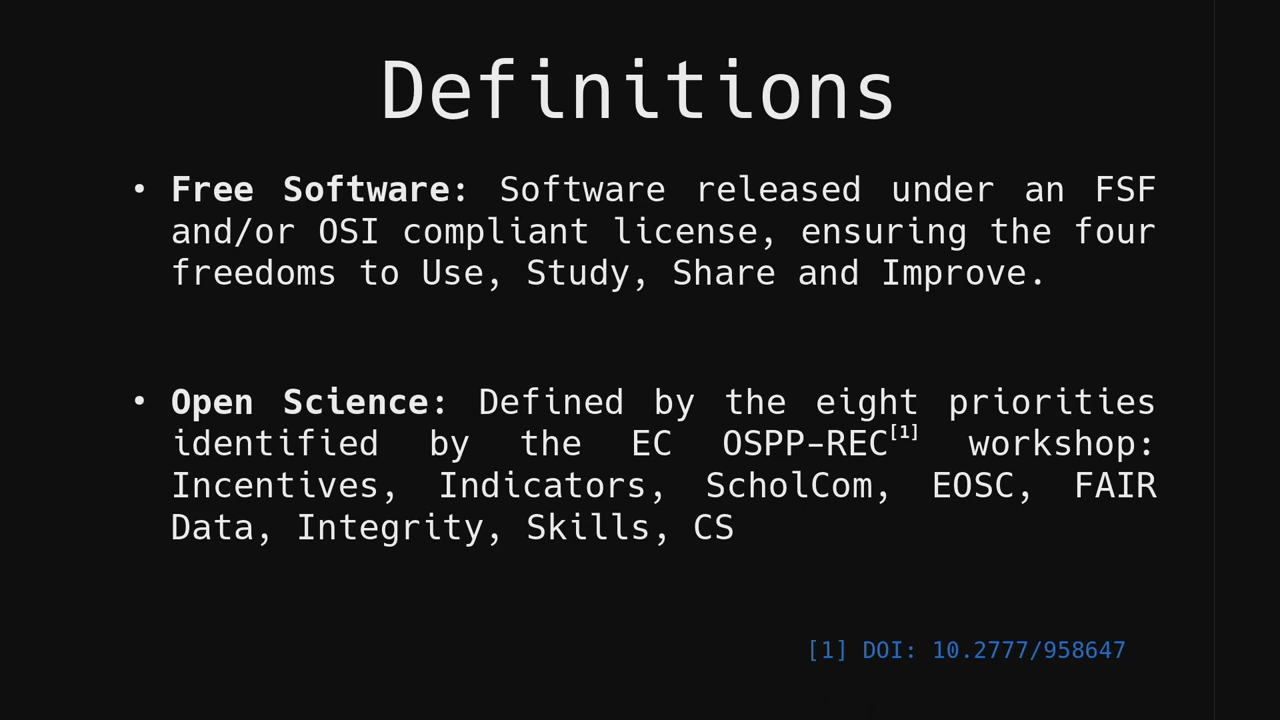 Definitions
• Free Software: Software released under an FSF
and/or OSI compliant license, ensuring the four
freedoms to Use, Study, Share and Improve.
• Open Science: Defined by the eight priorities
identified by the EC OSPP-REC[1] workshop:
Incentives, Indicators, ScholCom, EOSC, FAIR
Data, Integrity, Skills, CS
[1] DOI: 10.2777/958647